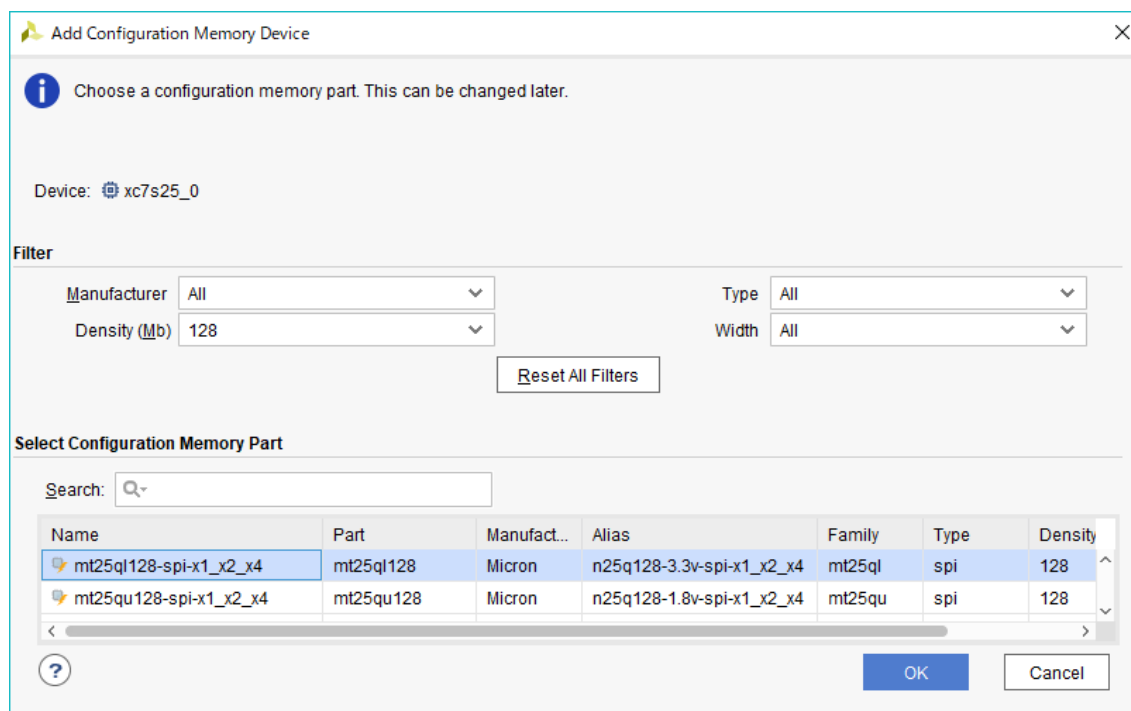 Add Configuration Memory Device
Choose a configuration memory part. This can be changed later.
Device: xc7s25_0
Filter
Manufacturer All Type All
Density (Mb) 128 Width All
Reset All Filters
Select Configuration Memory Part
Search:
Name Part Manufact... Alias Family Type Density
mt25ql128-spi-x1_x2_x4 mt25ql128 Micron n25q128-3.3v-spi-x1_x2_x4 mt25ql spi 128
mt25qu128-spi-x1_x2_x4 mt25qu128 Micron n25q128-1.8v-spi-x1_x2_x4 mt25qu spi 128
? OK Cancel